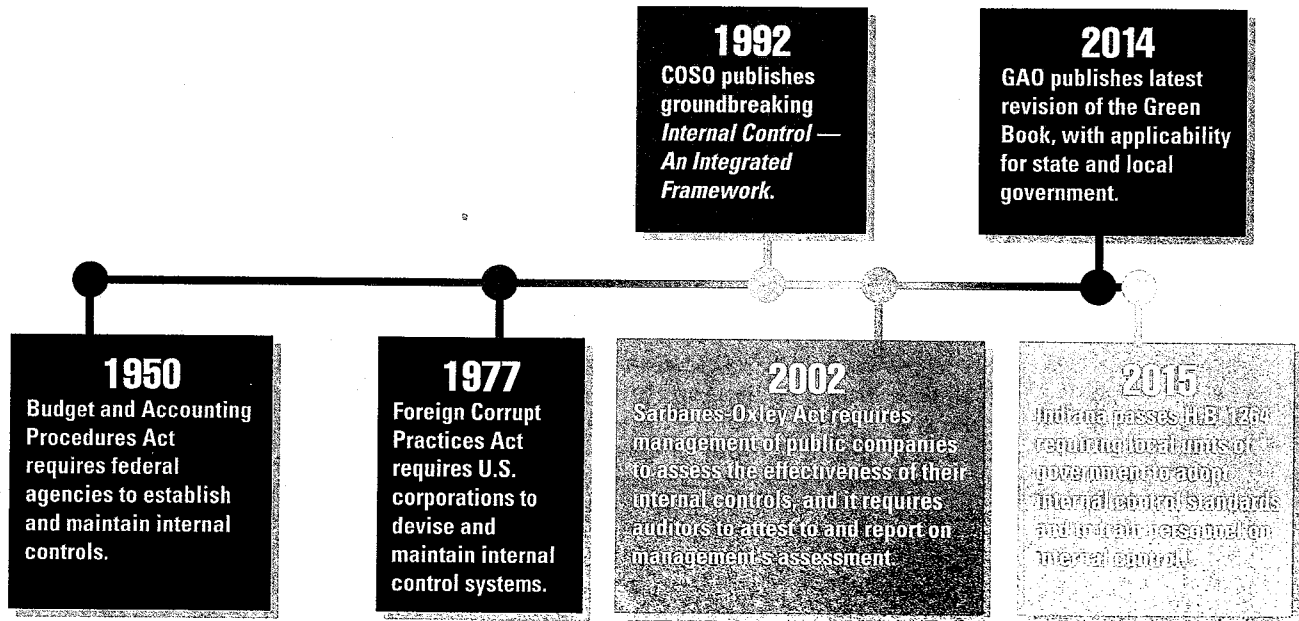 1992
COSO publishes
groundbreaking
Internal Control —
An Integrated
Framework.
2014
GAO publishes latest
revision of the Green
Book, with applicability
for state and local
government.
1950
Budget and Accounting
Procedures Act
requires federal
agencies to establish
and maintain internal
controls.
1977
Foreign Corrupt
Practices Act
requires U.S.
corporations to
devise and
maintain internal
control systems.
2002
Sarbanes-Oxley Act requires
management of public companies
to assess the effectiveness of their
internal controls, and it requires
auditors to attest to and report on
management's assessment.
2015
Indiana passes H.B. 1264
requiring local units of
government to adopt
internal control standards
and to train personnel on
internal control.